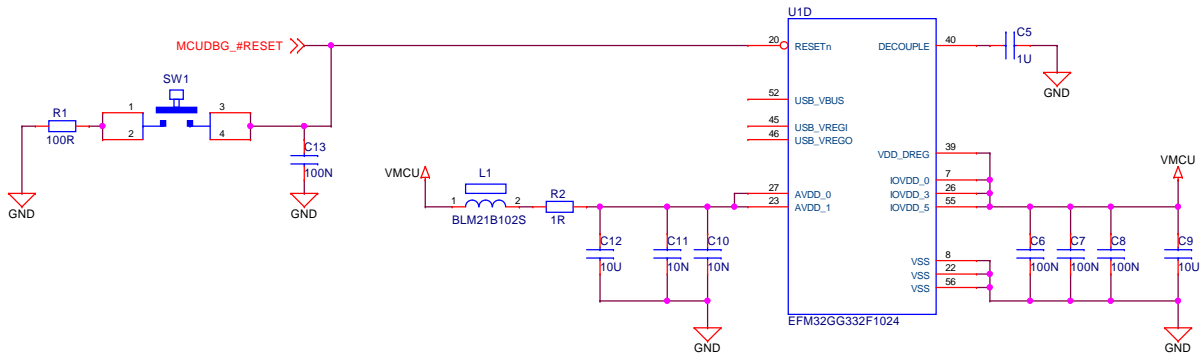 U1D
MCUDBG_#RESET
20
RESETn
DECOUPLE
40
C5
1U
GND
SW1
R1
100R
1
2
3
4
C13
100N
GND
GND
52
USB_VBUS
45
USB_VREGI
46
USB_VREGO
VDD_DREG
39
IOVDD_0
7
IOVDD_3
26
IOVDD_5
55
VMCU
VMCU
L1
1
2
BLM21B102S
R2
1R
27
AVDD_0
23
AVDD_1
C12
10U
C11
10N
C10
10N
GND
C6
100N
C7
100N
C8
100N
C9
10U
VSS
8
VSS
22
VSS
56
GND
EFM32GG332F1024